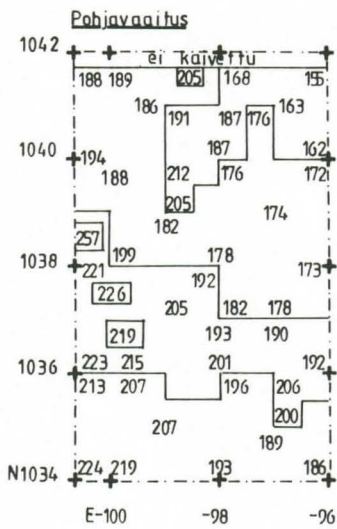 Pohjavaaitus
1042
ei kaivettu
188 189 205 168 155
186 191 187 176 163
1040 194 187 162
188 212 176 172
205 174
182
257
199 178
1038 221 192 173
226 205
182 178
219 193 190
223 215 201 192
1036
213 207 196 206
200
207 189
N1034 224 219 193 186
E-100 -98 -96